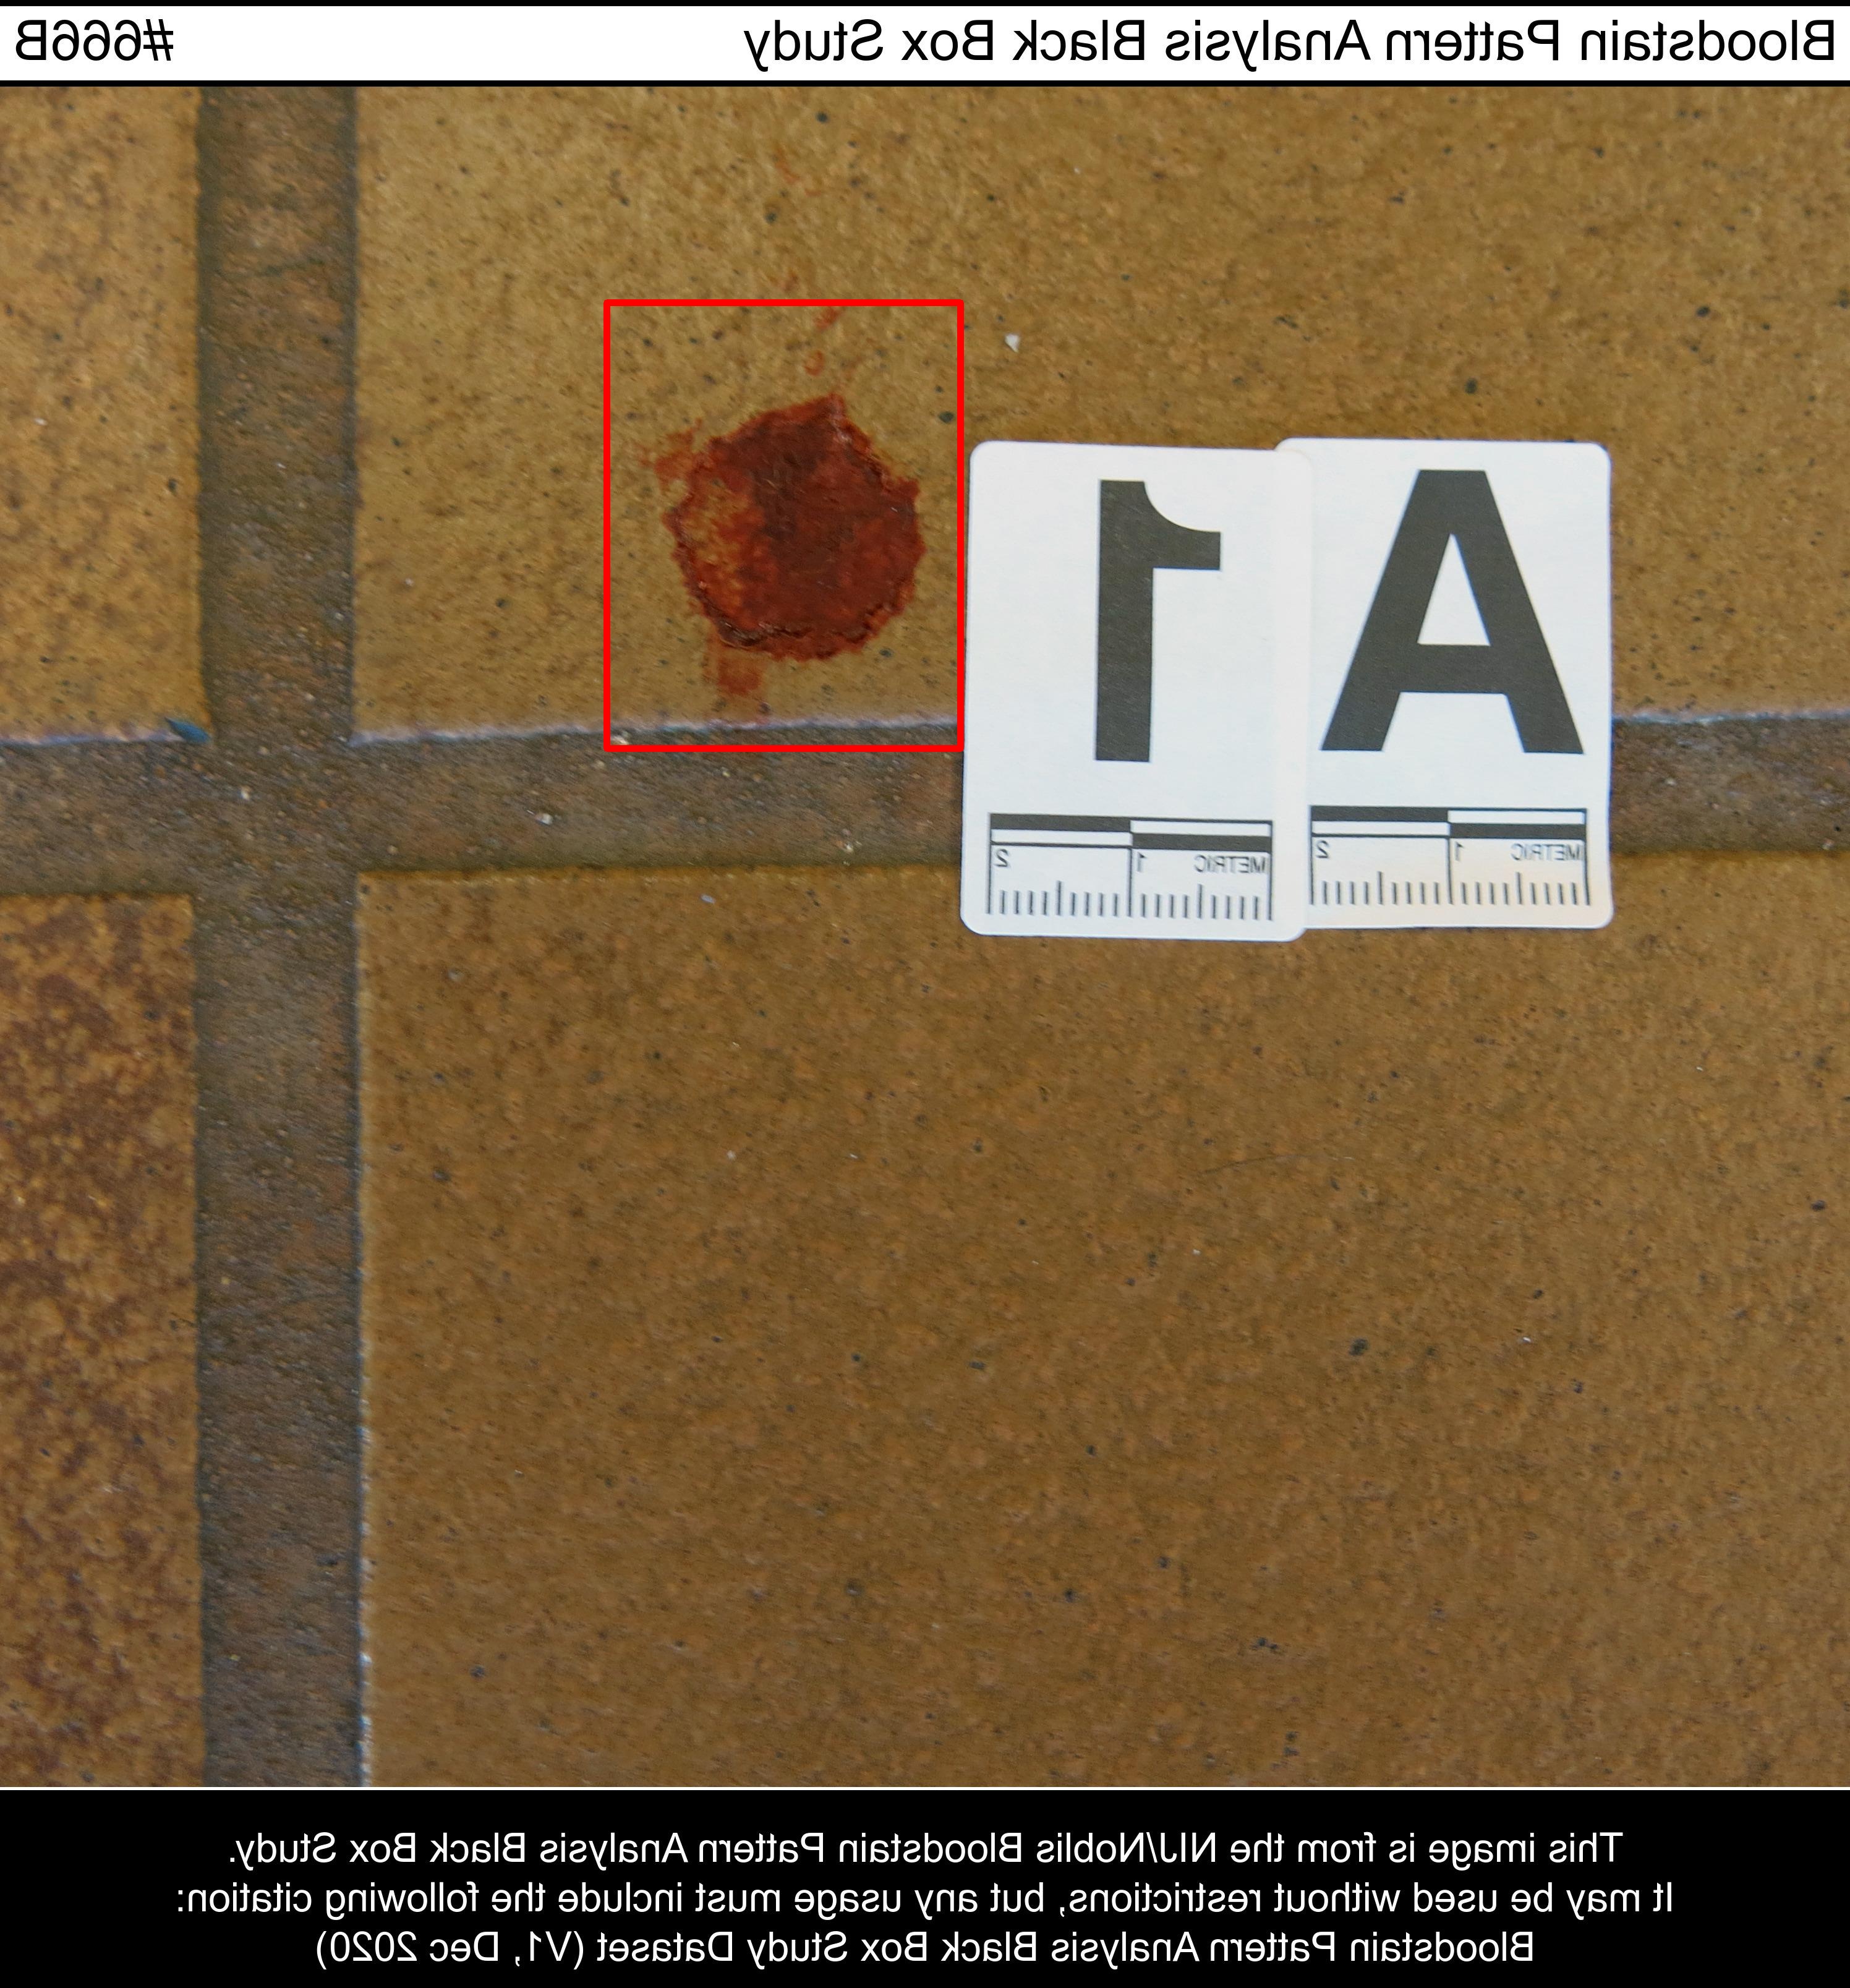 Bloodstain Pattern Analysis Black Box Study #666B
A 1
METRIC 1 2 METRIC 1 2
This image is from the NIJ/Noblis Bloodstain Pattern Analysis Black Box Study.
It may be used without restrictions, but any usage must include the following citation:
Bloodstain Pattern Analysis Black Box Study Dataset (V1, Dec 2020)